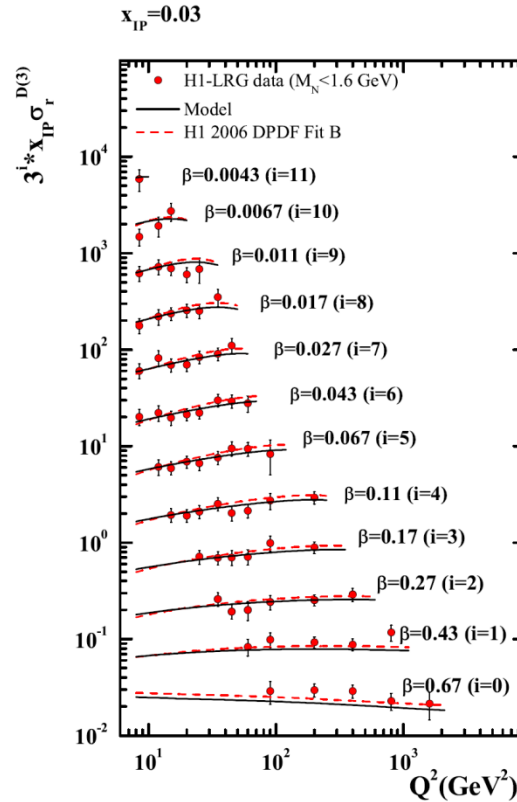 x_IP=0.03
3^i*x_IP σ_r^D(3)
H1-LRG data (M_N<1.6 GeV)
Model
H1 2006 DPDF Fit B
10^4
10^3
10^2
10
1
10^-1
10^-2
β=0.0043 (i=11)
β=0.0067 (i=10)
β=0.011 (i=9)
β=0.017 (i=8)
β=0.027 (i=7)
β=0.043 (i=6)
β=0.067 (i=5)
β=0.11 (i=4)
β=0.17 (i=3)
β=0.27 (i=2)
β=0.43 (i=1)
β=0.67 (i=0)
10^1 10^2 10^3
Q^2(GeV^2)